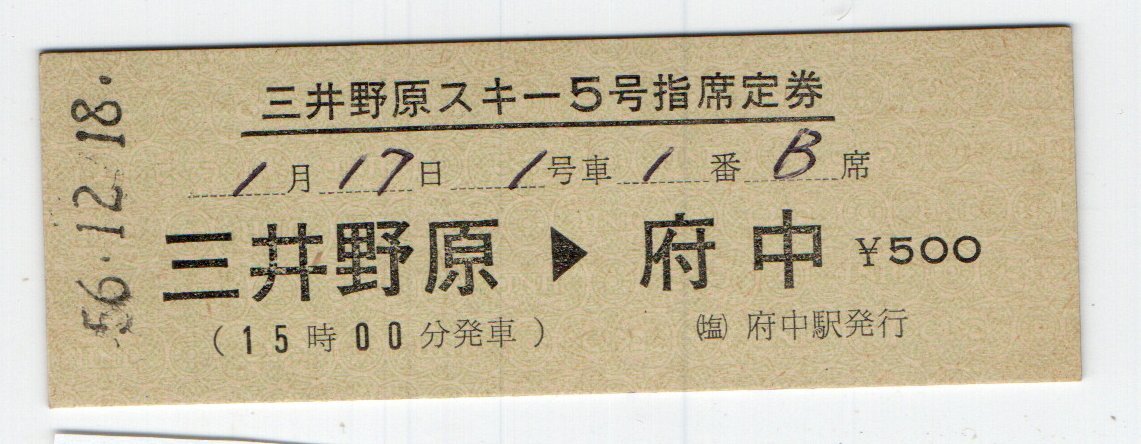 三井野原スキー5号指席定券
1月17日 1号車1番B席
三井野原▶府中 ¥500
(15時00分発車) ㊞府中駅発行
56.12.18.